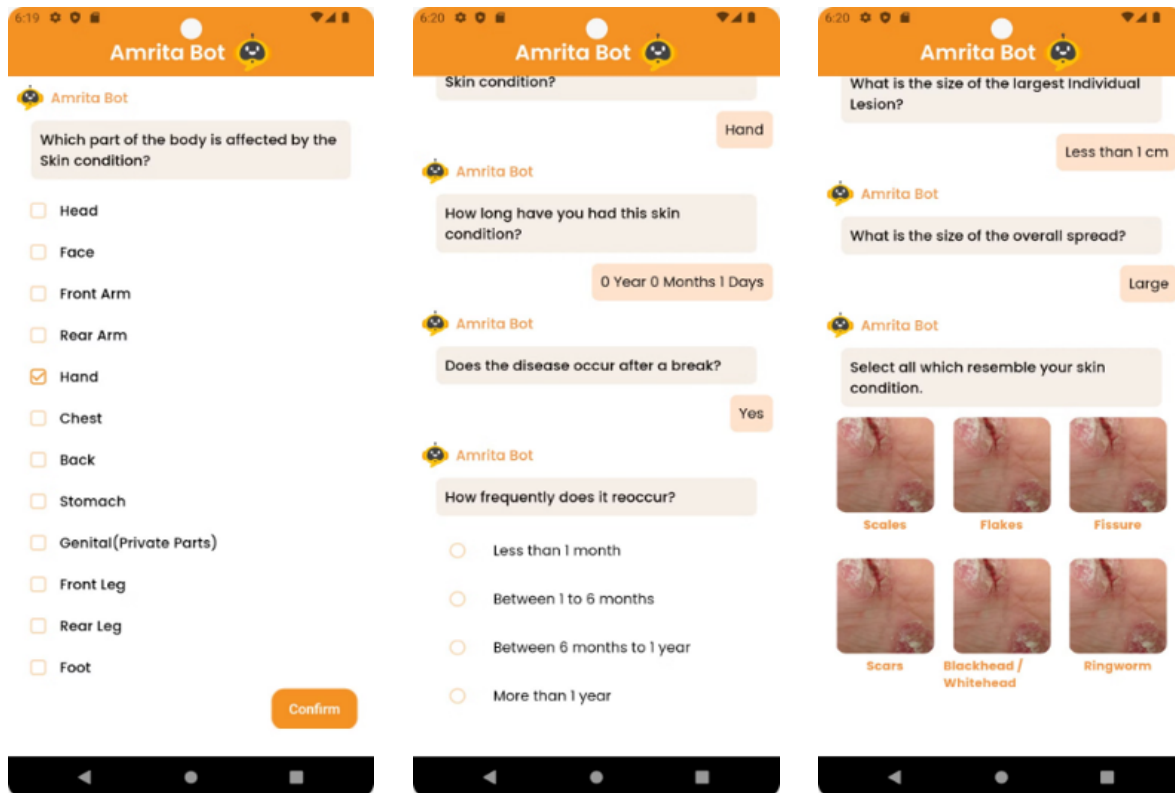 6:19
Amrita Bot
Amrita Bot
Which part of the body is affected by the
Skin condition?
Head
Face
Front Arm
Rear Arm
Hand
Chest
Back
Stomach
Genital(Private Parts)
Front Leg
Rear Leg
Foot
Confirm
6:20
Amrita Bot
Skin condition?
Hand
Amrita Bot
How long have you had this skin
condition?
0 Year 0 Months 1 Days
Amrita Bot
Does the disease occur after a break?
Yes
Amrita Bot
How frequently does it reoccur?
Less than 1 month
Between 1 to 6 months
Between 6 months to 1 year
More than 1 year
6:20
Amrita Bot
What is the size of the largest Individual
Lesion?
Less than 1 cm
Amrita Bot
What is the size of the overall spread?
Large
Amrita Bot
Select all which resemble your skin
condition.
Scales Flakes Fissure
Scars Blackhead / Ringworm
Whitehead